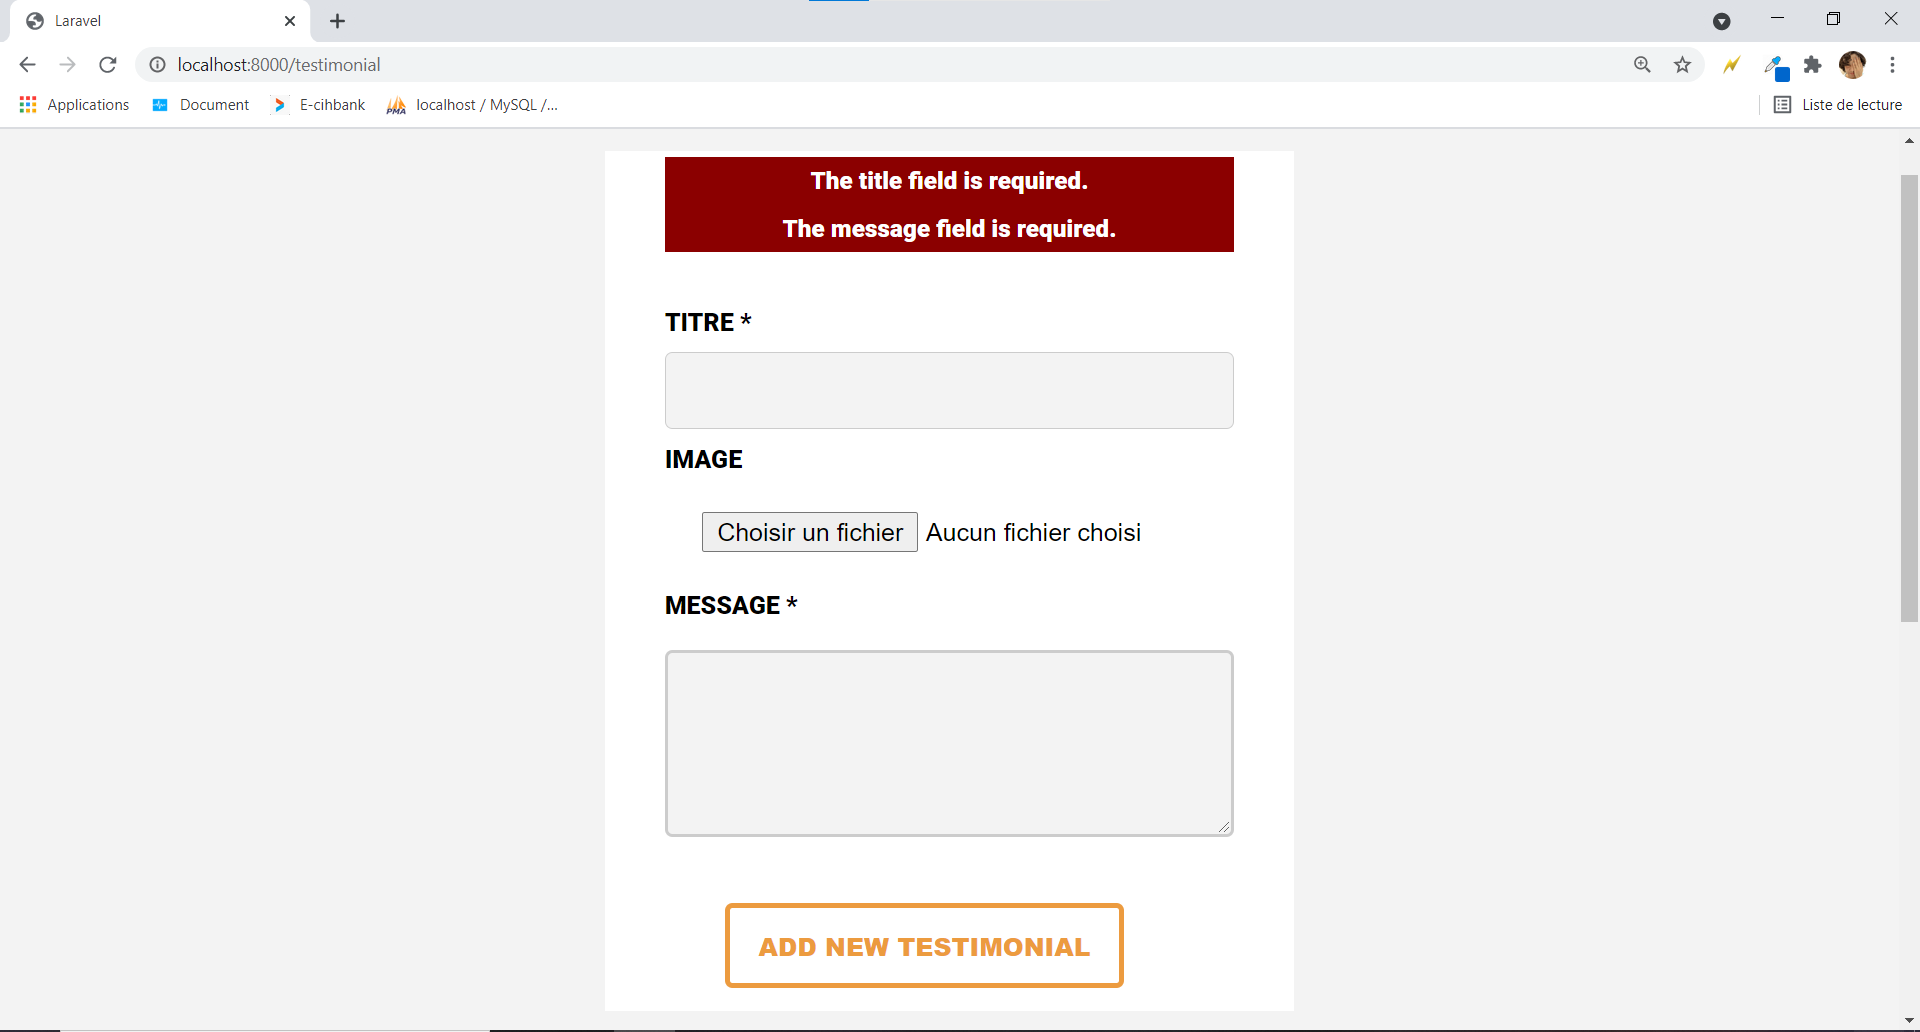 Laravel
localhost:8000/testimonial
Applications
Document
E-cihbank
PMA
localhost / MySQL /...
Liste de lecture
The title field is required.
The message field is required.
TITRE *
IMAGE
Choisir un fichier Aucun fichier choisi
MESSAGE *
ADD NEW TESTIMONIAL